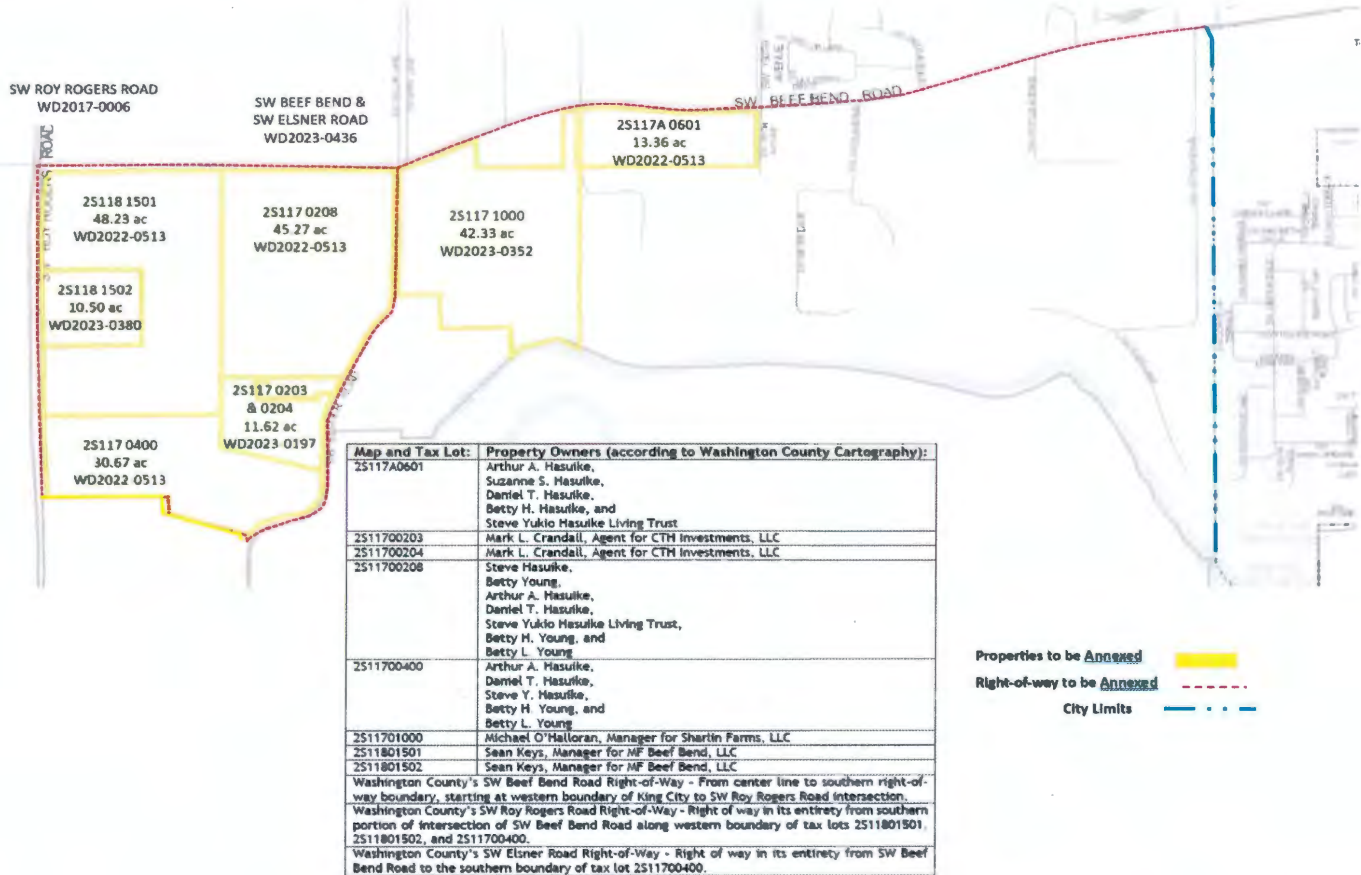 SW ROY ROGERS ROAD
WD2017-0006
SW BEEF BEND &
SW ELSNER ROAD
WD2023-0436
SW BEEF BEND ROAD
2S117A 0601
13.36 ac
WD2022-0513
2S118 1501
48.23 ac
WD2022-0513
2S117 0208
45.27 ac
WD2022-0513
2S117 1000
42.33 ac
WD2023-0352
2S118 1502
10.50 ac
WD2023-0380
2S117 0203
& 0204
11.62 ac
WD2023-0197
2S117 0400
30.67 ac
WD2022 0513
Map and Tax Lot: Property Owners (according to Washington County Cartography):
2S117A0601 Arthur A. Hasuike,
Suzanne S. Hasuike,
Daniel T. Hasuike,
Betty H. Hasuike, and
Steve Yukio Hasuike Living Trust
2S11700203 Mark L. Crandall, Agent for CTH Investments, LLC
2S11700204 Mark L. Crandall, Agent for CTH Investments, LLC
2S11700208 Steve Hasuike,
Betty Young,
Arthur A. Hasuike,
Daniel T. Hasuike,
Steve Yukio Hasuike Living Trust,
Betty H. Young, and
Betty L. Young
2S11700400 Arthur A. Hasuike,
Daniel T. Hasuike,
Steve Y. Hasuike,
Betty H. Young, and
Betty L. Young
2S11701000 Michael O'Halloran, Manager for Sharlin Farms, LLC
2S11801501 Sean Keys, Manager for MF Beef Bend, LLC
2S11801502 Sean Keys, Manager for MF Beef Bend, LLC
Washington County's SW Beef Bend Road Right-of-Way - From center line to southern right-of-
way boundary, starting at western boundary of King City to SW Roy Rogers Road intersection.
Washington County's SW Roy Rogers Road Right-of-Way - Right of way in its entirety from southern
portion of intersection of SW Beef Bend Road along western boundary of tax lots 2S11801501,
2S11801502, and 2S11700400.
Washington County's SW Elsner Road Right-of-Way - Right of way in its entirety from SW Beef
Bend Road to the southern boundary of tax lot 2S11700400.
Properties to be Annexed
Right-of-way to be Annexed
City Limits